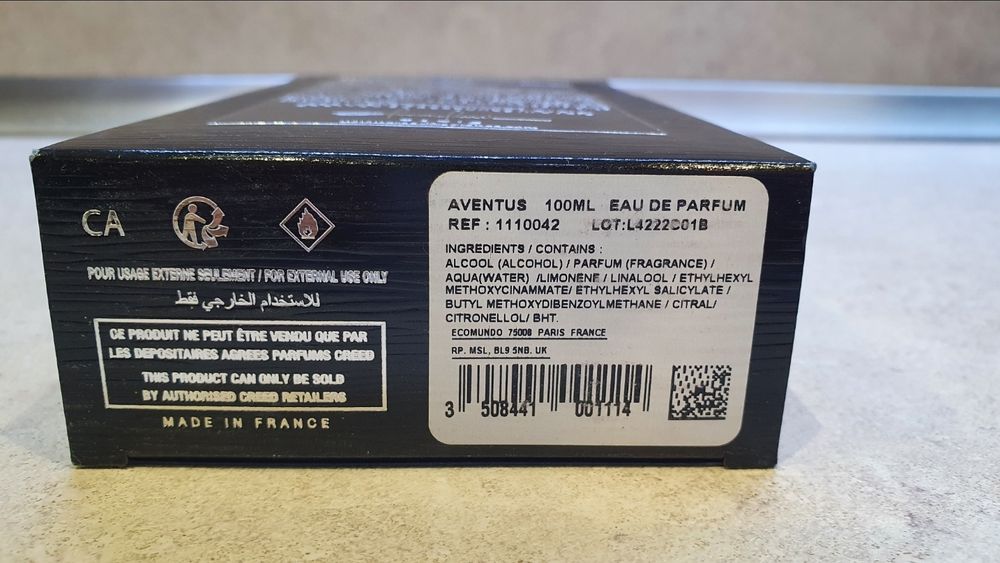 CA
POUR USAGE EXTERNE SEULEMENT / FOR EXTERNAL USE ONLY
للاستخدام الخارجي فقط
CE PRODUIT NE PEUT ÊTRE VENDU QUE PAR
LES DEPOSITAIRES AGREES PARFUMS CREED
THIS PRODUCT CAN ONLY BE SOLD
BY AUTHORISED CREED RETAILERS
MADE IN FRANCE
AVENTUS 100ML EAU DE PARFUM
REF : 1110042 LOT:L4222C01B
INGREDIENTS / CONTAINS :
ALCOOL (ALCOHOL) / PARFUM (FRAGRANCE) /
AQUA(WATER) /LIMONENE / LINALOOL / ETHYLHEXYL
METHOXYCINAMMATE/ ETHYLHEXYL SALICYLATE /
BUTYL METHOXYDIBENZOYLMETHANE / CITRAL/
CITRONELLOL/ BHT.
ECOMUNDO 75008 PARIS FRANCE
RP. MSL, BL9 5NB. UK
3 508441 001114